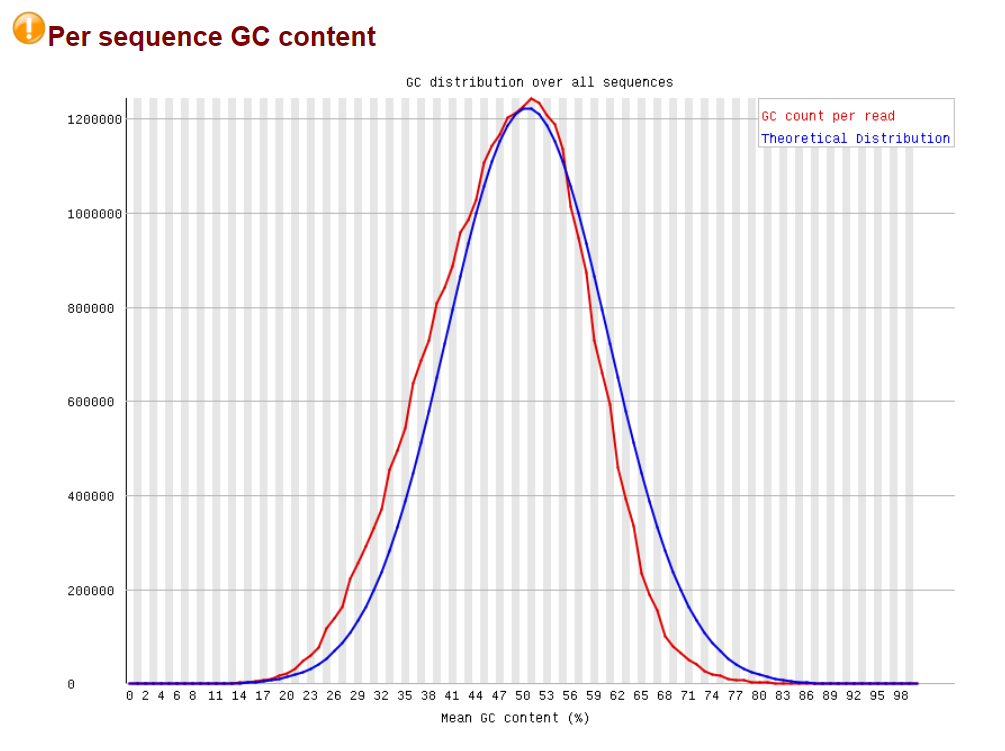 Per sequence GC content
GC distribution over all sequences
GC count per read
Theoretical Distribution
1200000
1000000
800000
600000
400000
200000
0
0 2 4 6 8 11 14 17 20 23 26 29 32 35 38 41 44 47 50 53 56 59 62 65 68 71 74 77 80 83 86 89 92 95 98
Mean GC content (%)